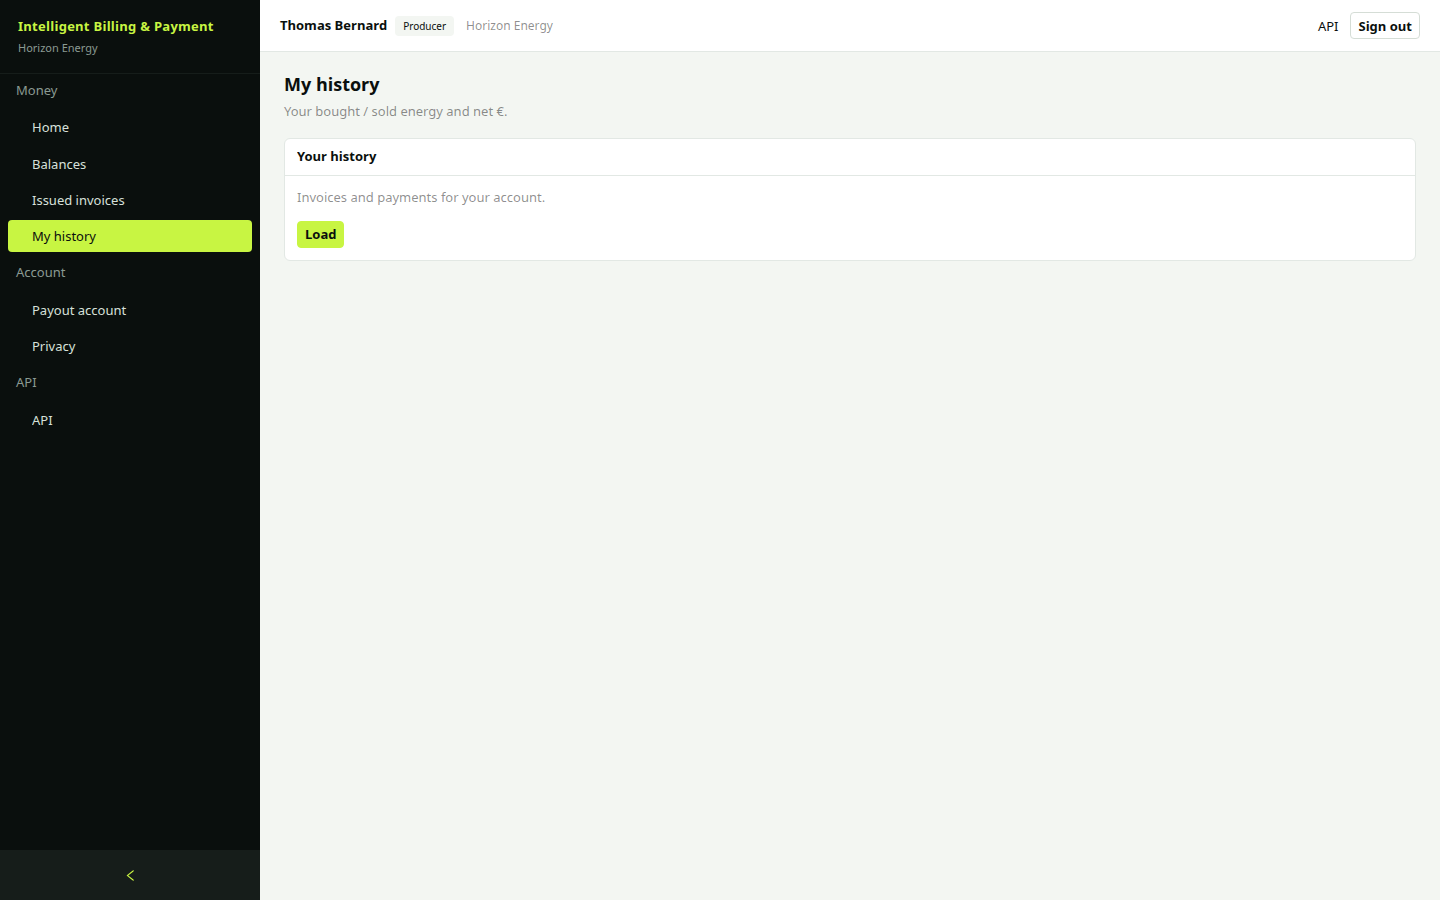 Intelligent Billing & Payment
Horizon Energy
Money
Home
Balances
Issued invoices
My history
Account
Payout account
Privacy
API
API
Thomas Bernard Producer Horizon Energy
API Sign out
My history
Your bought / sold energy and net €.
Your history
Invoices and payments for your account.
Load